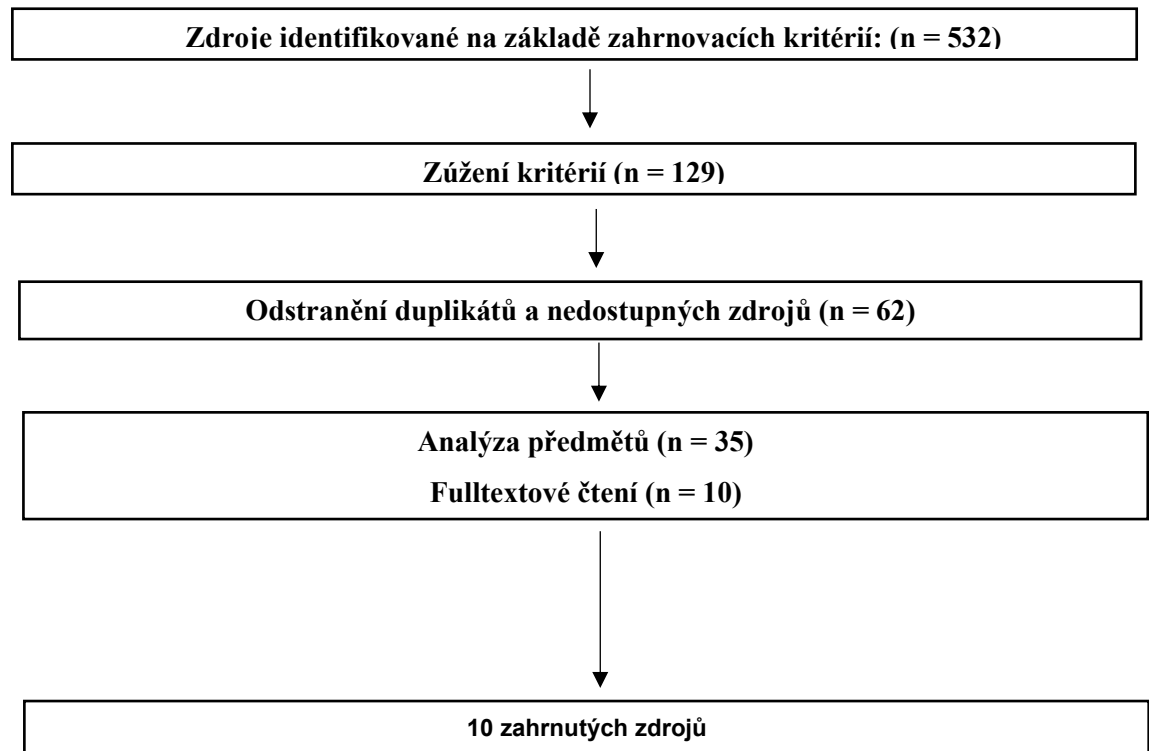 Zdroje identifikované na základě zahrnovacích kritérií: (n = 532)
Zúžení kritérií (n = 129)
Odstranění duplikátů a nedostupných zdrojů (n = 62)
Analýza předmětů (n = 35)
Fulltextové čtení (n = 10)
10 zahrnutých zdrojů